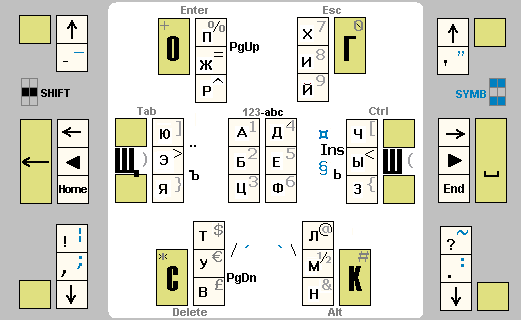 Enter Esc
↑ + О П % Х 7 Г 0 ↑
- ¯ Ж = PgUp И 8 , "
Р ^ Й 9
SHIFT SYMB
Tab 123-abc Ctrl
← Ю ] А 1 Д 4 ¤ Ч [ →
← ◀ Щ ) Э > ¨ Б 2 Е 5 Ins Ы < Ш ( ▶ ␣
Home Я } Ъ Ц 3 Ф 6 § Ь З { End
! ¦ Т $ Л @ ? ~
, ; * С У € / ´ ` \ М ½ К # . :
↓ В £ PgDn Н & ↓
Delete Alt